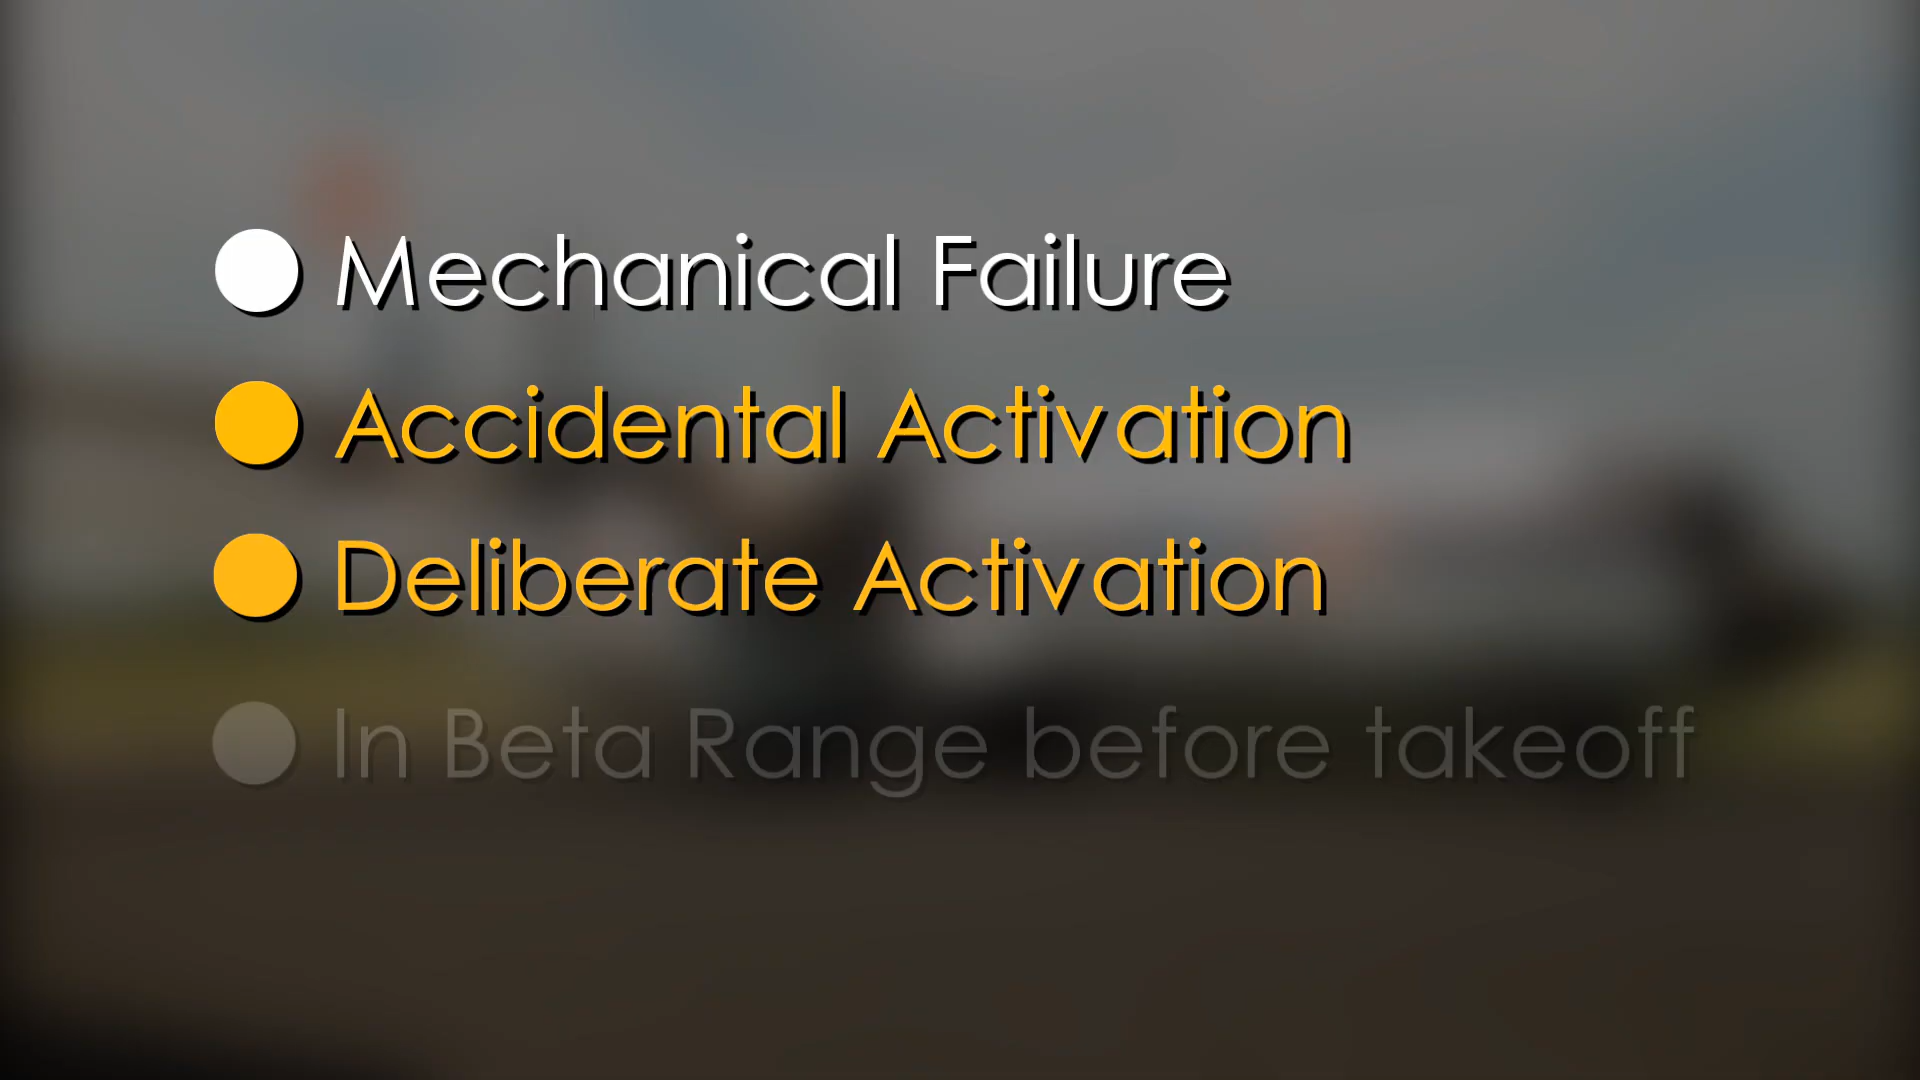 Mechanical Failure
Accidental Activation
Deliberate Activation
In Beta Range before takeoff